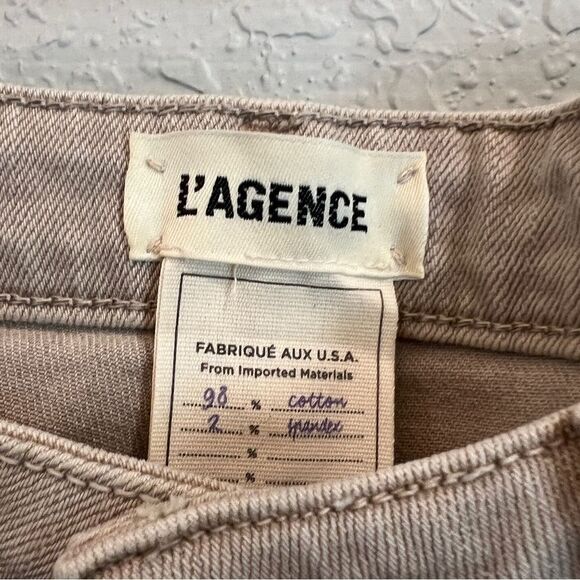 L'AGENCE
FABRIQUÉ AUX U.S.A.
From Imported Materials
98 % cotton
2 % spandex
%
%